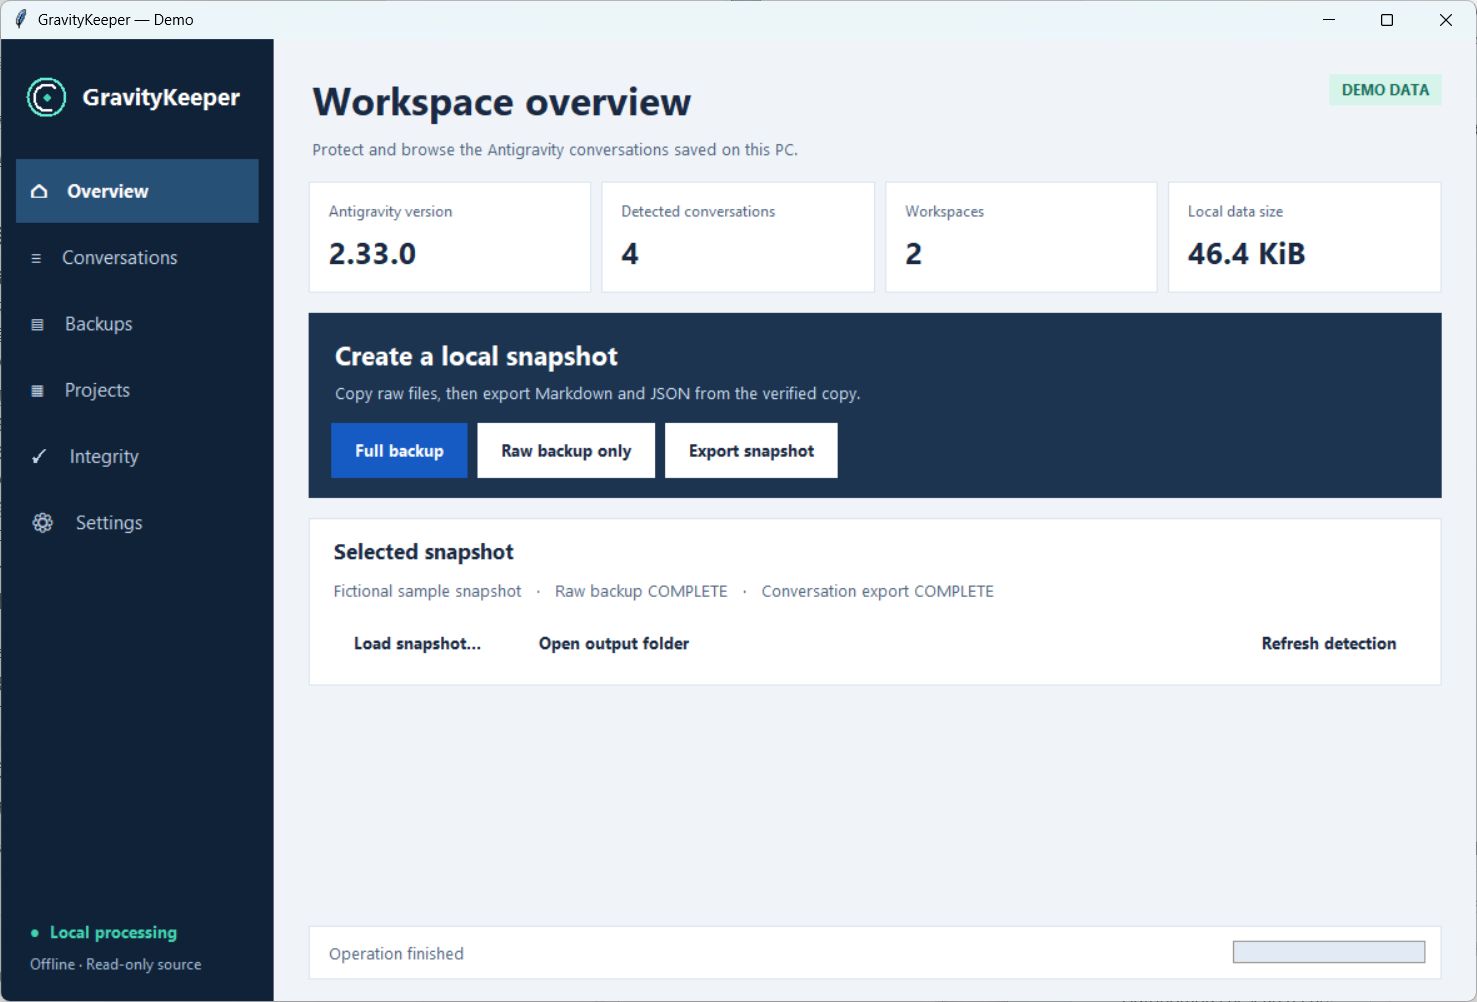 GravityKeeper — Demo
GravityKeeper
Overview
Conversations
Backups
Projects
Integrity
Settings
Local processing
Offline · Read-only source
Workspace overview
DEMO DATA
Protect and browse the Antigravity conversations saved on this PC.
Antigravity version
2.33.0
Detected conversations
4
Workspaces
2
Local data size
46.4 KiB
Create a local snapshot
Copy raw files, then export Markdown and JSON from the verified copy.
Full backup
Raw backup only
Export snapshot
Selected snapshot
Fictional sample snapshot · Raw backup COMPLETE · Conversation export COMPLETE
Load snapshot...
Open output folder
Refresh detection
Operation finished